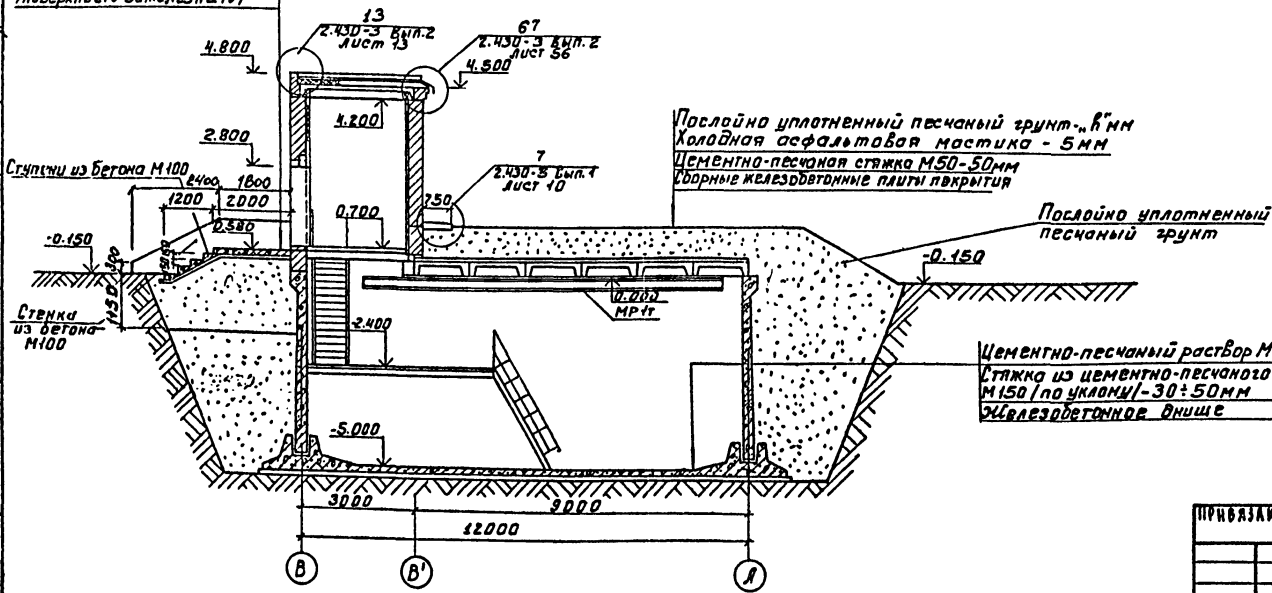 13
2.430-3 Вып.2
лист 13
67
2.430-3 Вып.2
лист 56
4.800
4.500
4.200
2.800
Послойно уплотненный песчаный грунт-„h"мм
Холодная асфальтовая мастика - 5мм
Цементно-песчаная стяжка М50-50мм
Сборные железобетонные плиты покрытия
7
2.430-3 Вып.1
лист 10
Ступени из бетона М100
2400
1800
1200
2000
750
0.700
0.580
-0.150
Послойно уплотненный
песчаный грунт
-0.150
300
Стенка
из бетона
М100
0.000
МР1т
-2.400
Цементно-песчаный раствор М
Стяжка из цементно-песчаного
М150/по уклону/-30÷50мм
Железобетонное днище
-5.000
3000
9000
12000
В
В'
А